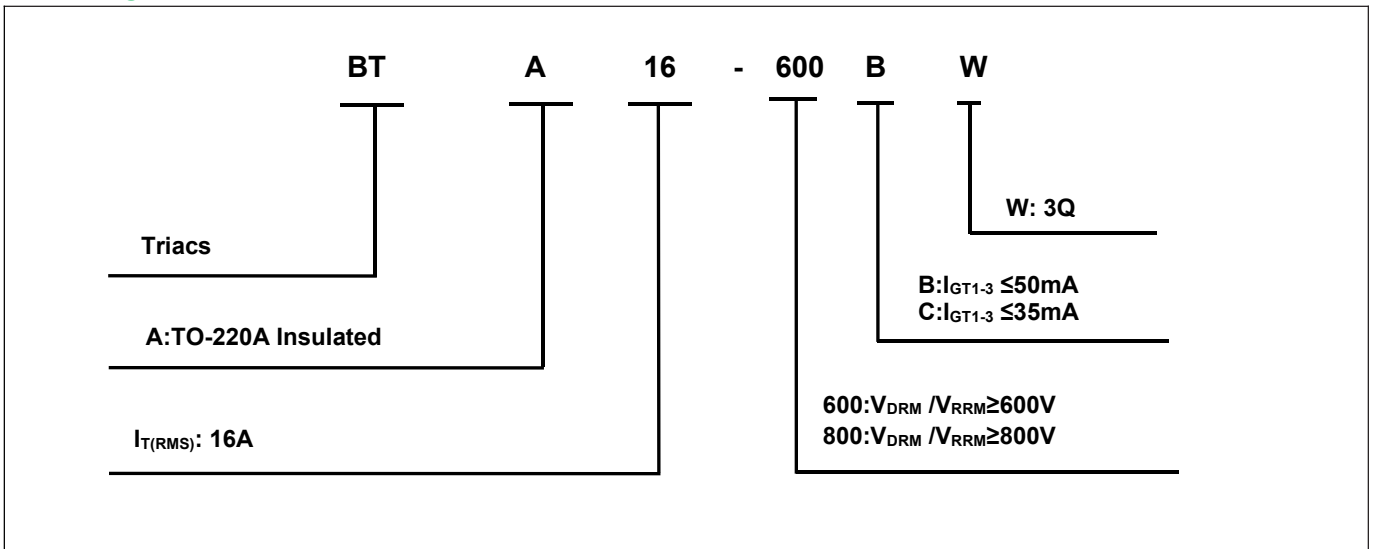 BT A 16 - 600 B W
W: 3Q
Triacs
B:IGT1-3 ≤50mA
C:IGT1-3 ≤35mA
A:TO-220A Insulated
600:VDRM /VRRM≥600V
800:VDRM /VRRM≥800V
IT(RMS): 16A